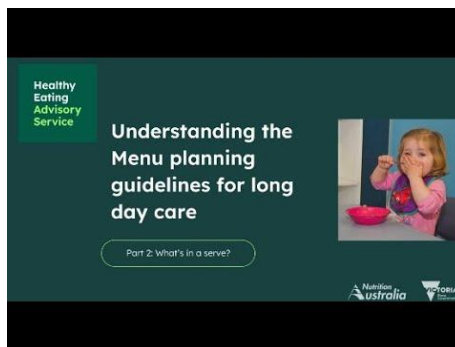 Healthy
Eating
Advisory
Service
Understanding the
Menu planning
guidelines for long
day care
Part 2: What's in a serve?
Nutrition
Australia